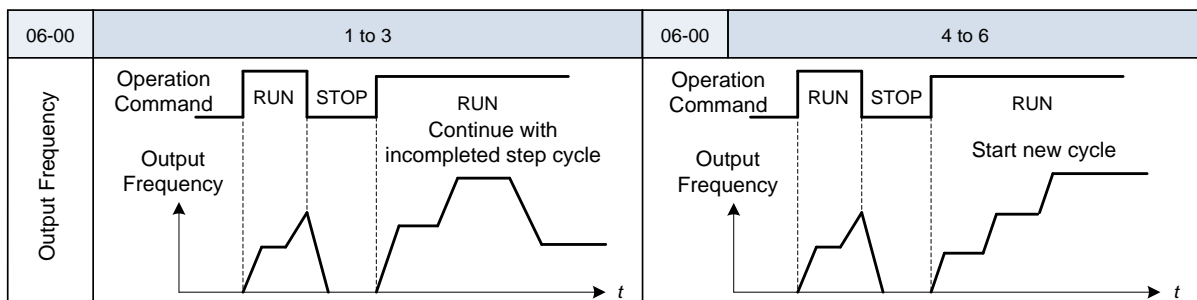 06-00
1 to 3
06-00
4 to 6
Output Frequency
Operation
Command
RUN
STOP
RUN
Continue with
incompleted step cycle
Output
Frequency
t
Operation
Command
RUN
STOP
RUN
Start new cycle
Output
Frequency
t